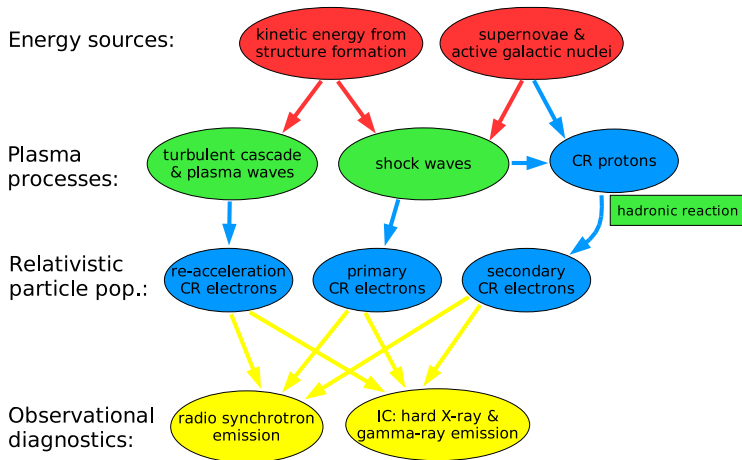 Energy sources:
kinetic energy from
structure formation
supernovae &
active galactic nuclei
Plasma
processes:
turbulent cascade
& plasma waves
shock waves
CR protons
hadronic reaction
Relativistic
particle pop.:
re-acceleration
CR electrons
primary
CR electrons
secondary
CR electrons
Observational
diagnostics:
radio synchrotron
emission
IC: hard X-ray &
gamma-ray emission